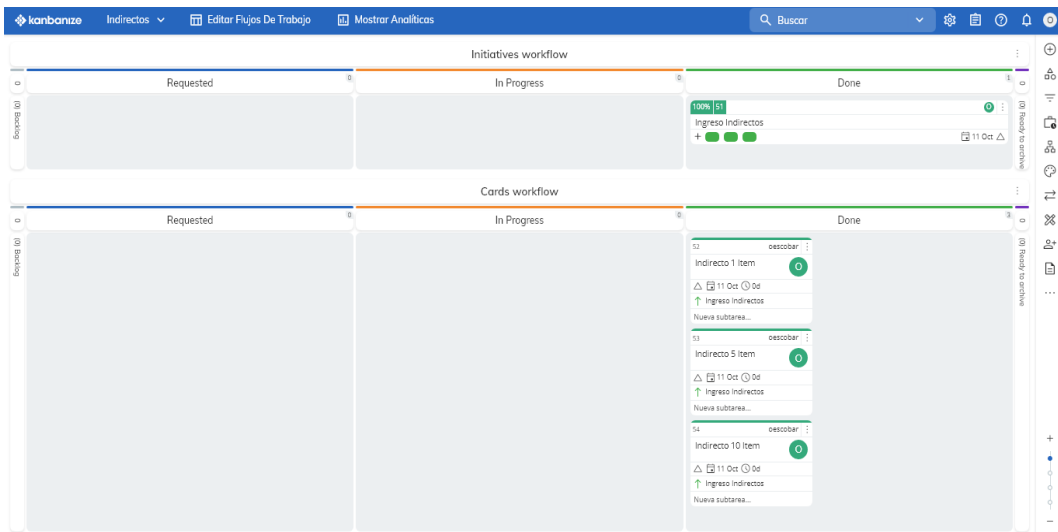 kanbanize Indirectos Editar Flujos De Trabajo Mostrar Analíticas Buscar O
Initiatives workflow
0 Requested 0 In Progress 0 Done 1 0
(0) Backlog
100% 51 O
Ingreso Indirectos
+ 11 Oct
(0) Ready to archive
Cards workflow
0 Requested 0 In Progress 0 Done 3 0
(0) Backlog
52 oescobar
Indirecto 1 Item O
11 Oct 0d
Ingreso Indirectos
Nueva subtarea...
53 oescobar
Indirecto 5 Item O
11 Oct 0d
Ingreso Indirectos
Nueva subtarea...
54 oescobar
Indirecto 10 Item O
11 Oct 0d
Ingreso Indirectos
Nueva subtarea...
(0) Ready to archive